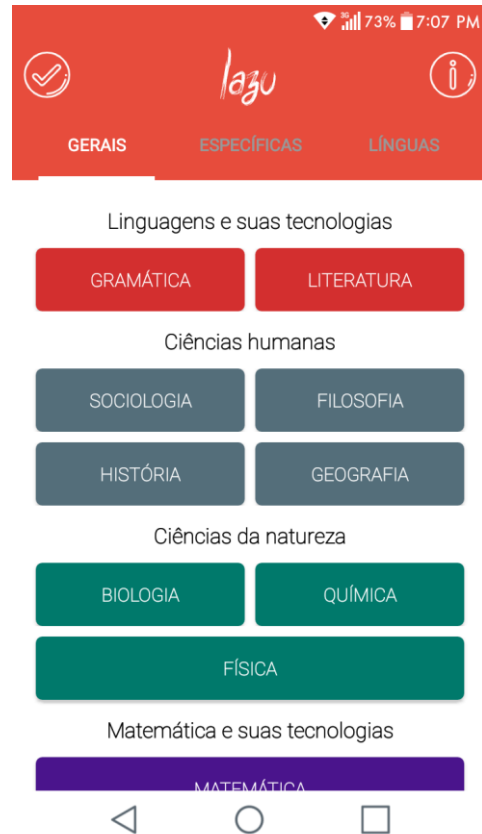 3G 73% 7:07 PM
lazu
GERAIS ESPECÍFICAS LÍNGUAS
Linguagens e suas tecnologias
GRAMÁTICA LITERATURA
Ciências humanas
SOCIOLOGIA FILOSOFIA
HISTÓRIA GEOGRAFIA
Ciências da natureza
BIOLOGIA QUÍMICA
FÍSICA
Matemática e suas tecnologias
MATEMÁTICA